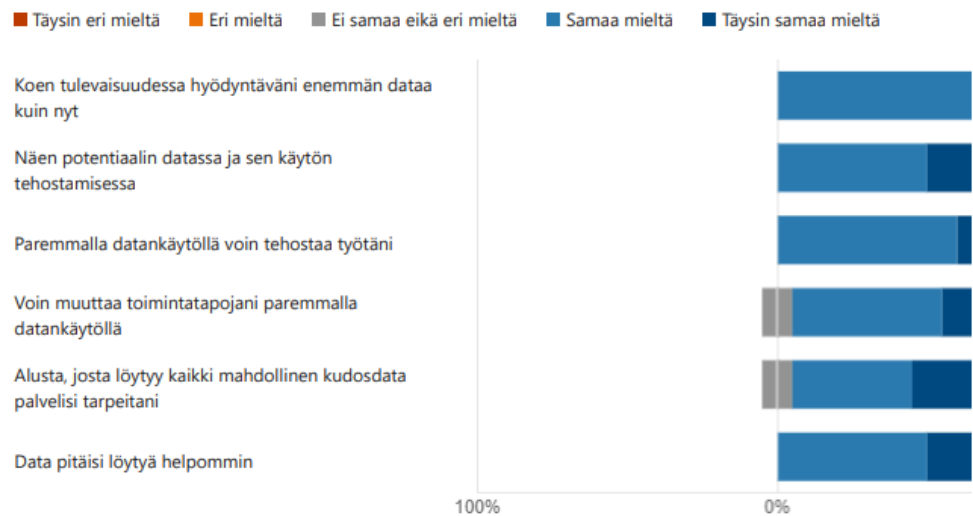 Täysin eri mieltä Eri mieltä Ei samaa eikä eri mieltä Samaa mieltä Täysin samaa mieltä
Koen tulevaisuudessa hyödyntäväni enemmän dataa
kuin nyt
Näen potentiaalin datassa ja sen käytön
tehostamisessa
Paremmalla datankäytöllä voin tehostaa työtäni
Voin muuttaa toimintatapojani paremmalla
datankäytöllä
Alusta, josta löytyy kaikki mahdollinen kudosdata
palvelisi tarpeitani
Data pitäisi löytyä helpommin
100% 0%